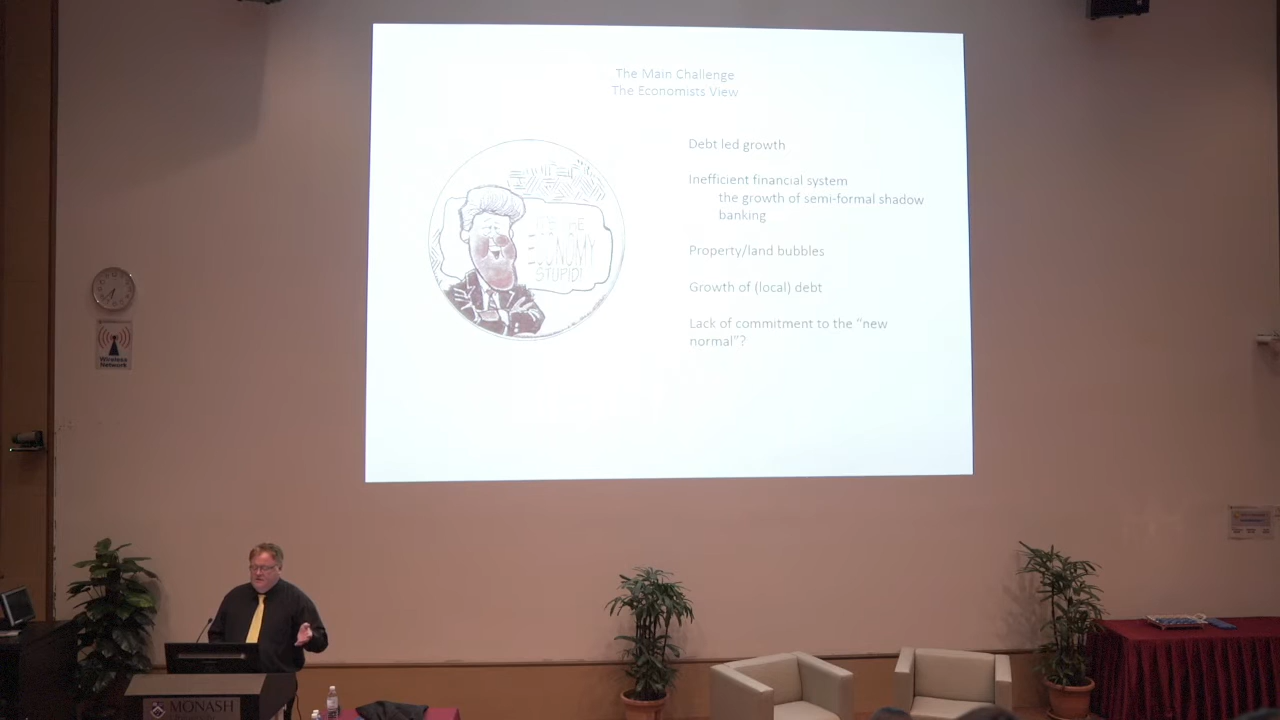 The Main Challenge
The Economists View
Debt led growth
Inefficient financial system
the growth of semi-formal shadow
banking
Property/land bubbles
Growth of (local) debt
Lack of commitment to the “new
normal”?
THE
ECONOMY
STUPID!
Wireless
Network
MONASH